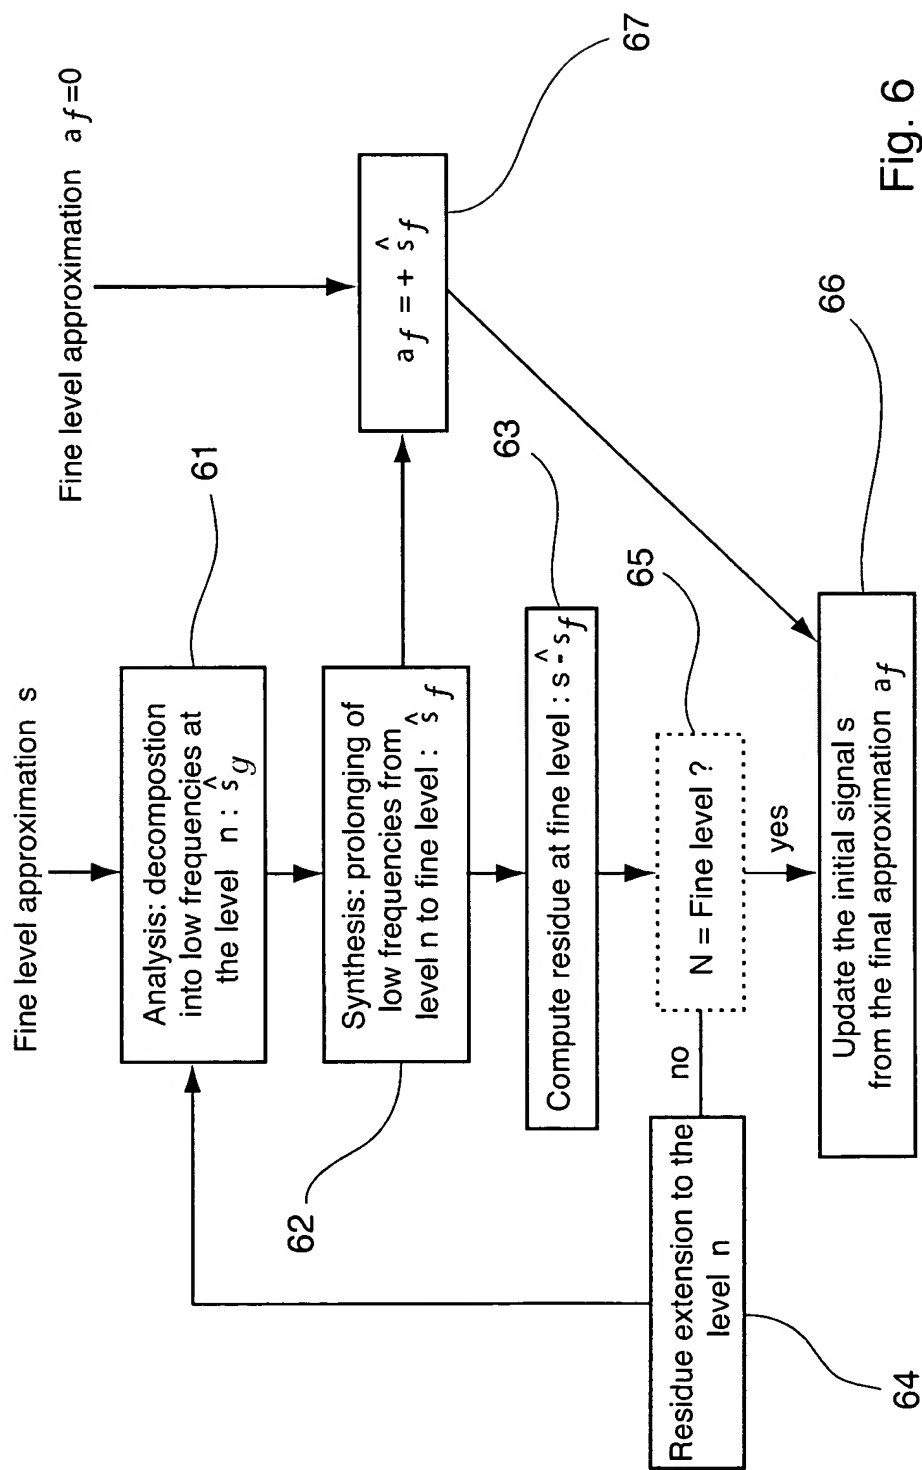 Fine level approximation s
Fine level approximation a f =0
61
Analysis: decompostion
into low frequencies at
the level n : ŝ g
62
Synthesis: prolonging of
low frequencies from
level n to fine level : ŝ f
a f = + ŝ f
67
63
Compute residue at fine level : s - ŝ f
65
N = Fine level ?
no
yes
Residue extension to the
level n
64
66
Update the initial signal s
from the final approximation a f
Fig. 6